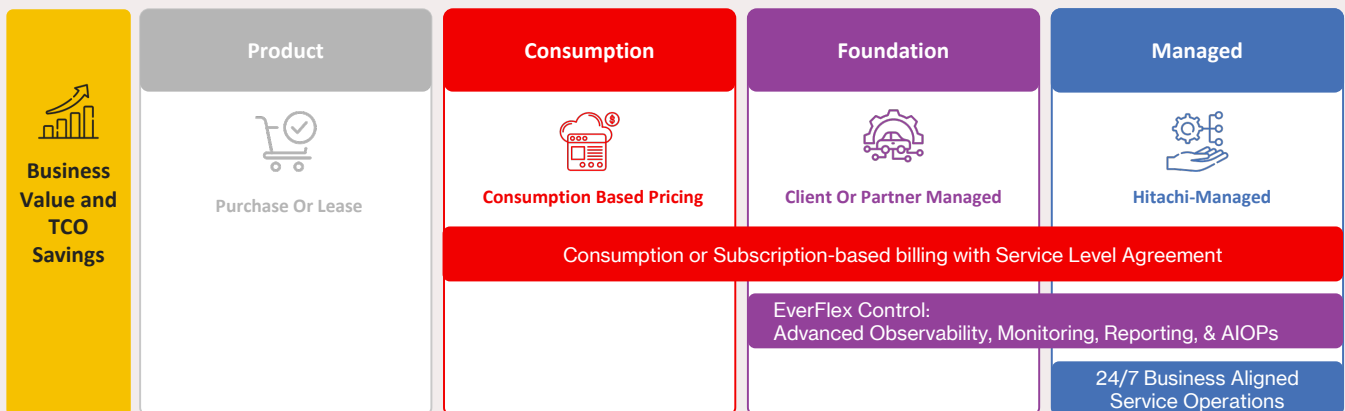 Business
Value and
TCO
Savings
Product
Purchase Or Lease
Consumption
$
Consumption Based Pricing
Foundation
Client Or Partner Managed
Managed
Hitachi-Managed
Consumption or Subscription-based billing with Service Level Agreement
EverFlex Control:
Advanced Observability, Monitoring, Reporting, & AIOPs
24/7 Business Aligned
Service Operations